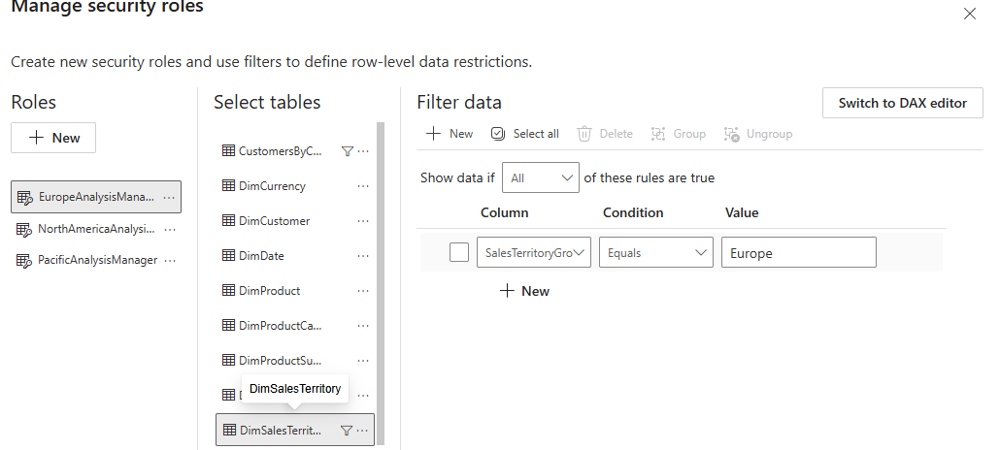 Manage security roles
Create new security roles and use filters to define row-level data restrictions.
Roles
New
EuropeAnalysisMana...
NorthAmericaAnalysi...
PacificAnalysisManager
Select tables
CustomersByC...
DimCurrency
DimCustomer
DimDate
DimProduct
DimProductCa...
DimProductSu...
DimSalesTerritory
DimSalesTerrit...
Filter data
Switch to DAX editor
New Select all Delete Group Ungroup
Show data if All of these rules are true
Column Condition Value
SalesTerritoryGro Equals Europe
New